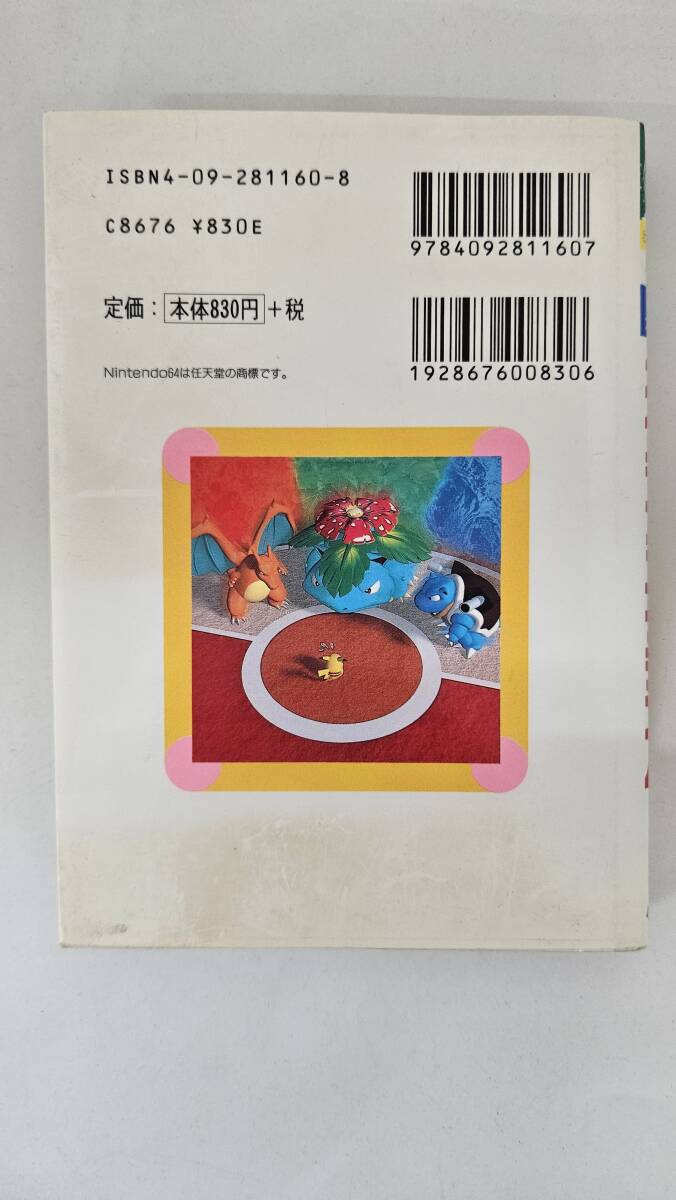 ISBN4-09-281160-8
C8676 ¥830E
定価：本体830円+税
Nintendo64は任天堂の商標です。
9784092811607
1928676008306